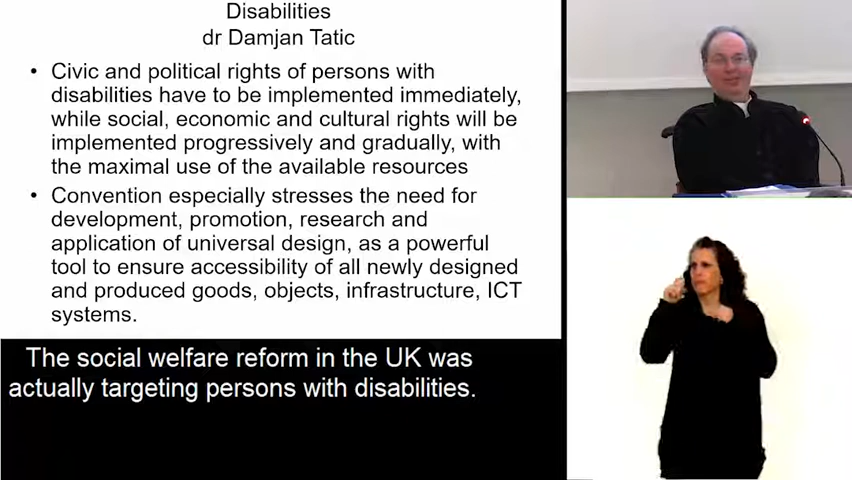 Disabilities
dr Damjan Tatic
• Civic and political rights of persons with
disabilities have to be implemented immediately,
while social, economic and cultural rights will be
implemented progressively and gradually, with
the maximal use of the available resources
• Convention especially stresses the need for
development, promotion, research and
application of universal design, as a powerful
tool to ensure accessibility of all newly designed
and produced goods, objects, infrastructure, ICT
systems.
The social welfare reform in the UK was
actually targeting persons with disabilities.